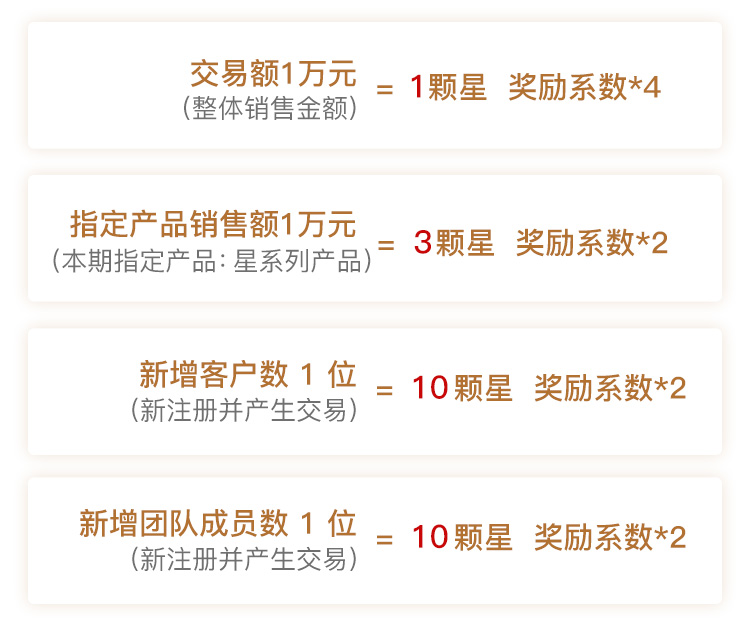 交易额1万元
(整体销售金额)
= 1颗星 奖励系数*4
指定产品销售额1万元
(本期指定产品：星系列产品)
= 3颗星 奖励系数*2
新增客户数 1 位
(新注册并产生交易)
= 10颗星 奖励系数*2
新增团队成员数 1 位
(新注册并产生交易)
= 10颗星 奖励系数*2